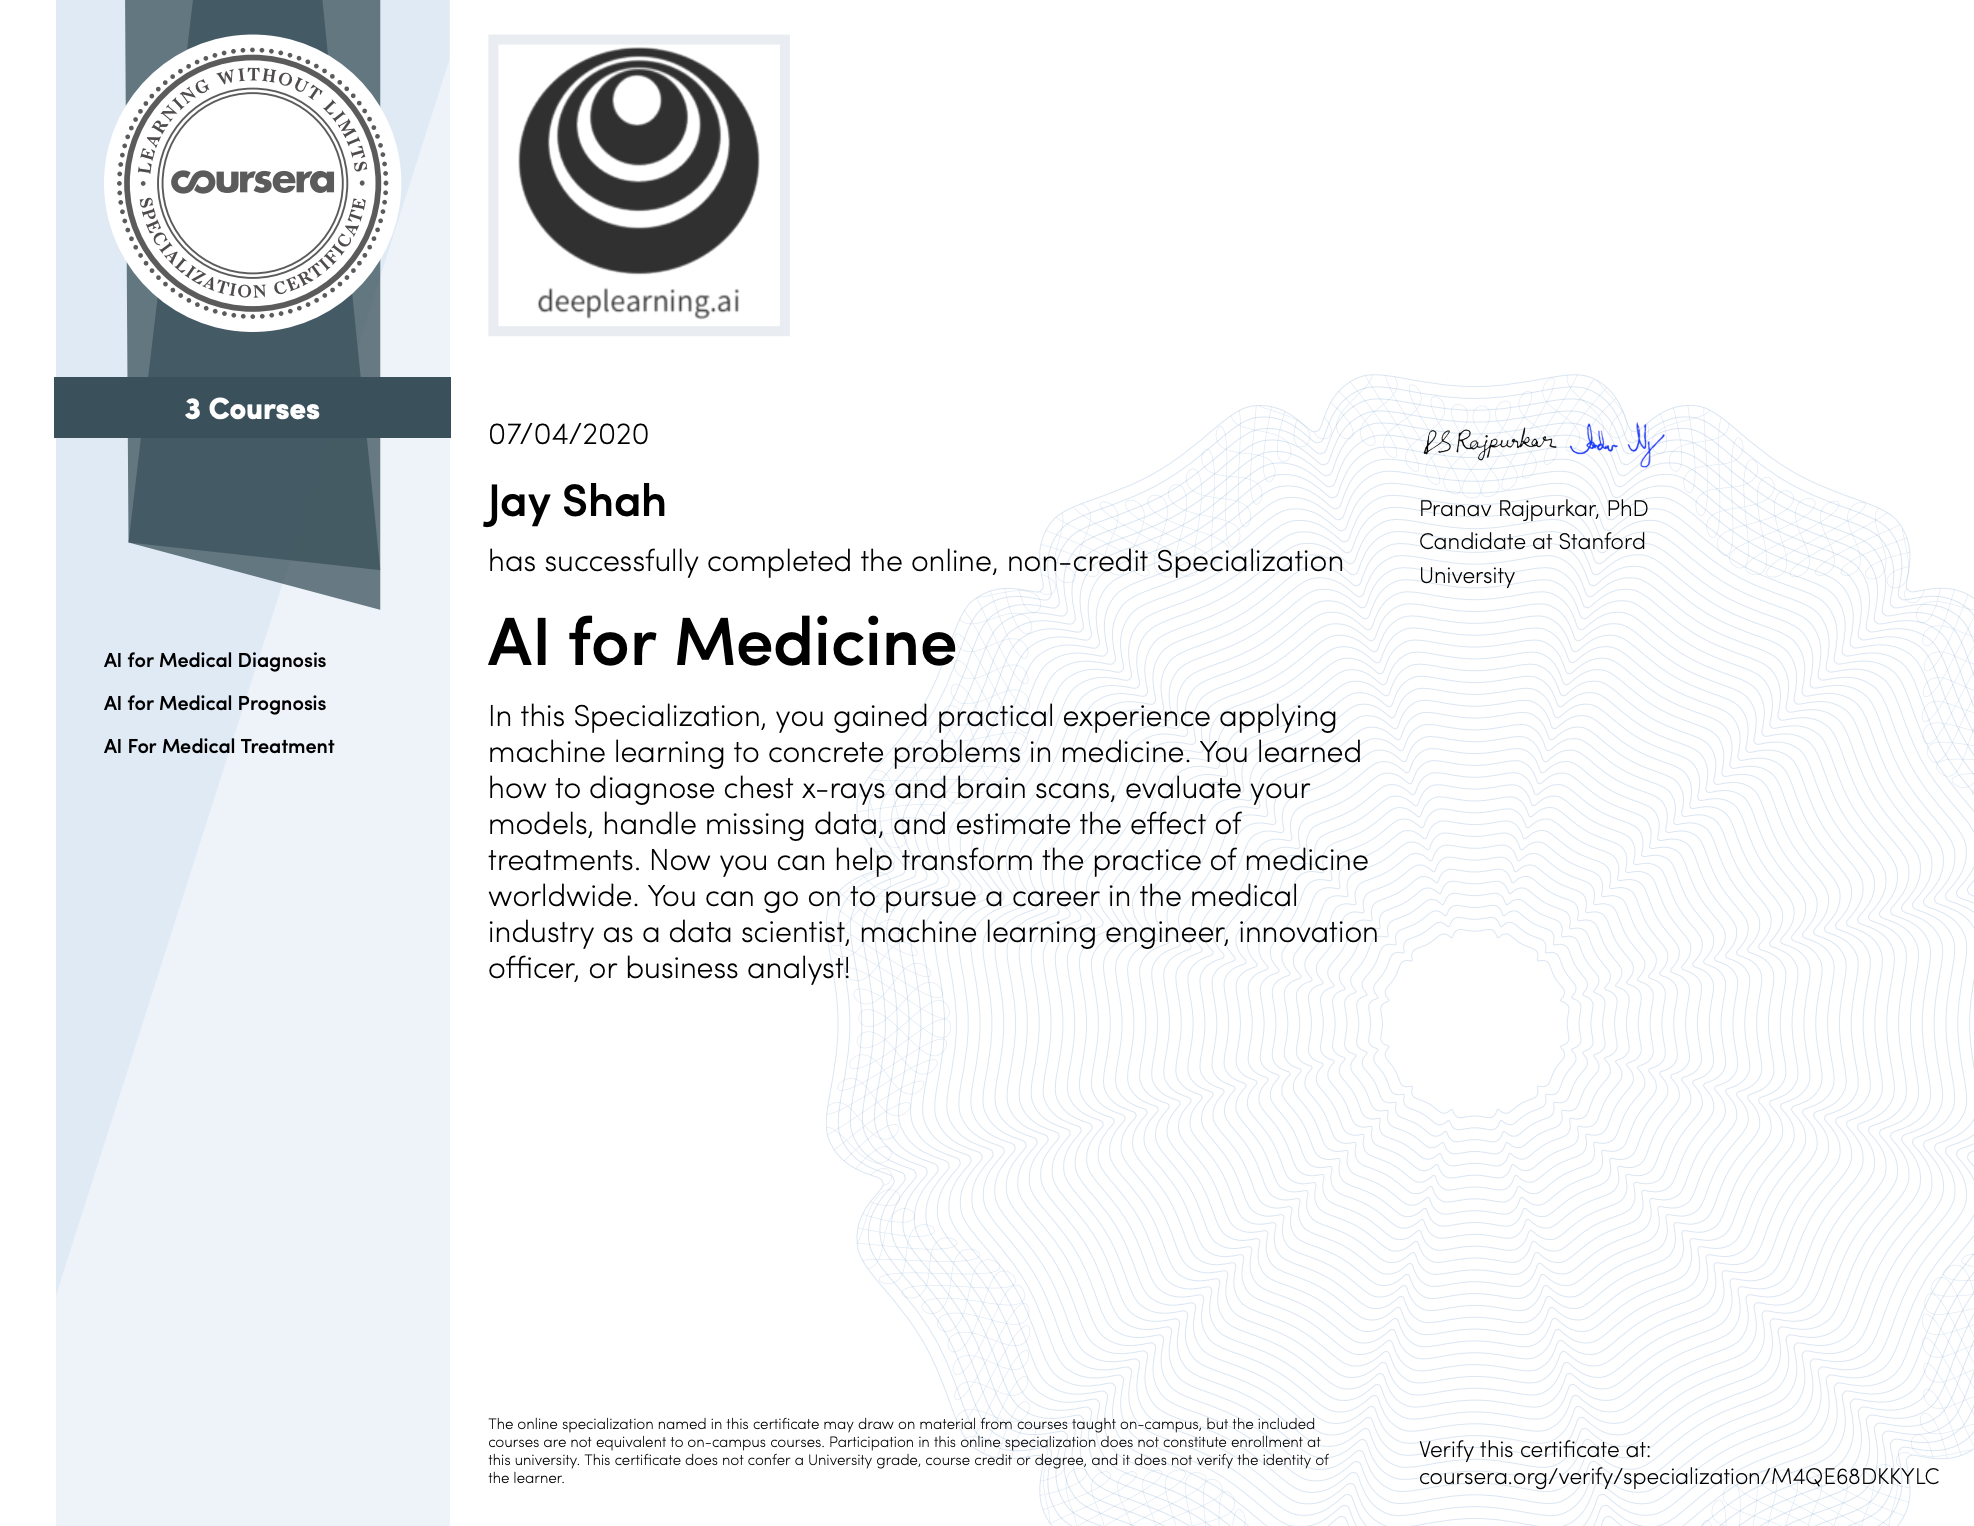 LEARNING WITHOUT LIMITS
coursera
SPECIALIZATION CERTIFICATE
3 Courses
AI for Medical Diagnosis
AI for Medical Prognosis
AI For Medical Treatment
deeplearning.ai
07/04/2020
Jay Shah
has successfully completed the online, non-credit Specialization
AI for Medicine
In this Specialization, you gained practical experience applying
machine learning to concrete problems in medicine. You learned
how to diagnose chest x-rays and brain scans, evaluate your
models, handle missing data, and estimate the effect of
treatments. Now you can help transform the practice of medicine
worldwide. You can go on to pursue a career in the medical
industry as a data scientist, machine learning engineer, innovation
officer, or business analyst!
PS Rajpurkar
Pranav Rajpurkar, PhD
Candidate at Stanford
University
The online specialization named in this certificate may draw on material from courses taught on-campus, but the included
courses are not equivalent to on-campus courses. Participation in this online specialization does not constitute enrollment at
this university. This certificate does not confer a University grade, course credit or degree, and it does not verify the identity of
the learner.
Verify this certificate at:
coursera.org/verify/specialization/M4QE68DKKYLC